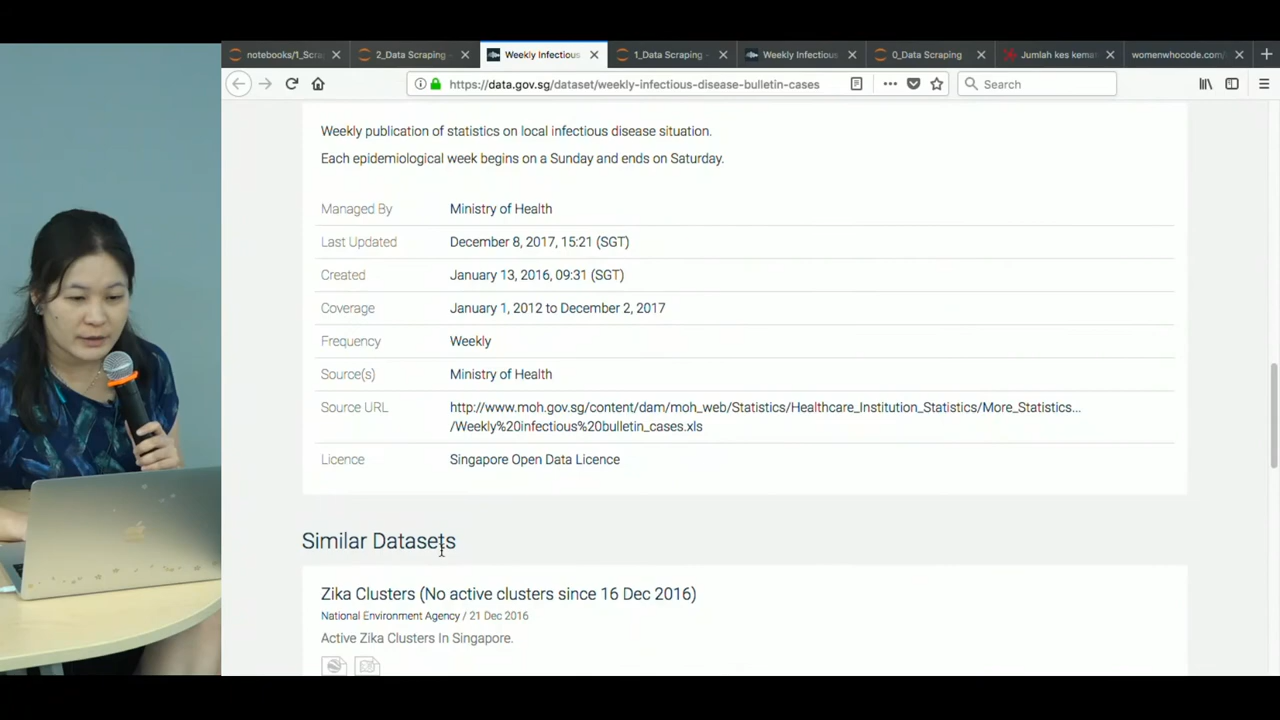 notebooks/1_Scra
2_Data Scraping -
Weekly Infectious
1_Data Scraping -
Weekly Infectious
0_Data Scraping
Jumlah kes kema
womenwhocode.com/
https://data.gov.sg/dataset/weekly-infectious-disease-bulletin-cases
Search
Weekly publication of statistics on local infectious disease situation.
Each epidemiological week begins on a Sunday and ends on Saturday.
Managed By Ministry of Health
Last Updated December 8, 2017, 15:21 (SGT)
Created January 13, 2016, 09:31 (SGT)
Coverage January 1, 2012 to December 2, 2017
Frequency Weekly
Source(s) Ministry of Health
Source URL http://www.moh.gov.sg/content/dam/moh_web/Statistics/Healthcare_Institution_Statistics/More_Statistics...
/Weekly%20infectious%20bulletin_cases.xls
Licence Singapore Open Data Licence
Similar Datasets
Zika Clusters (No active clusters since 16 Dec 2016)
National Environment Agency / 21 Dec 2016
Active Zika Clusters In Singapore.